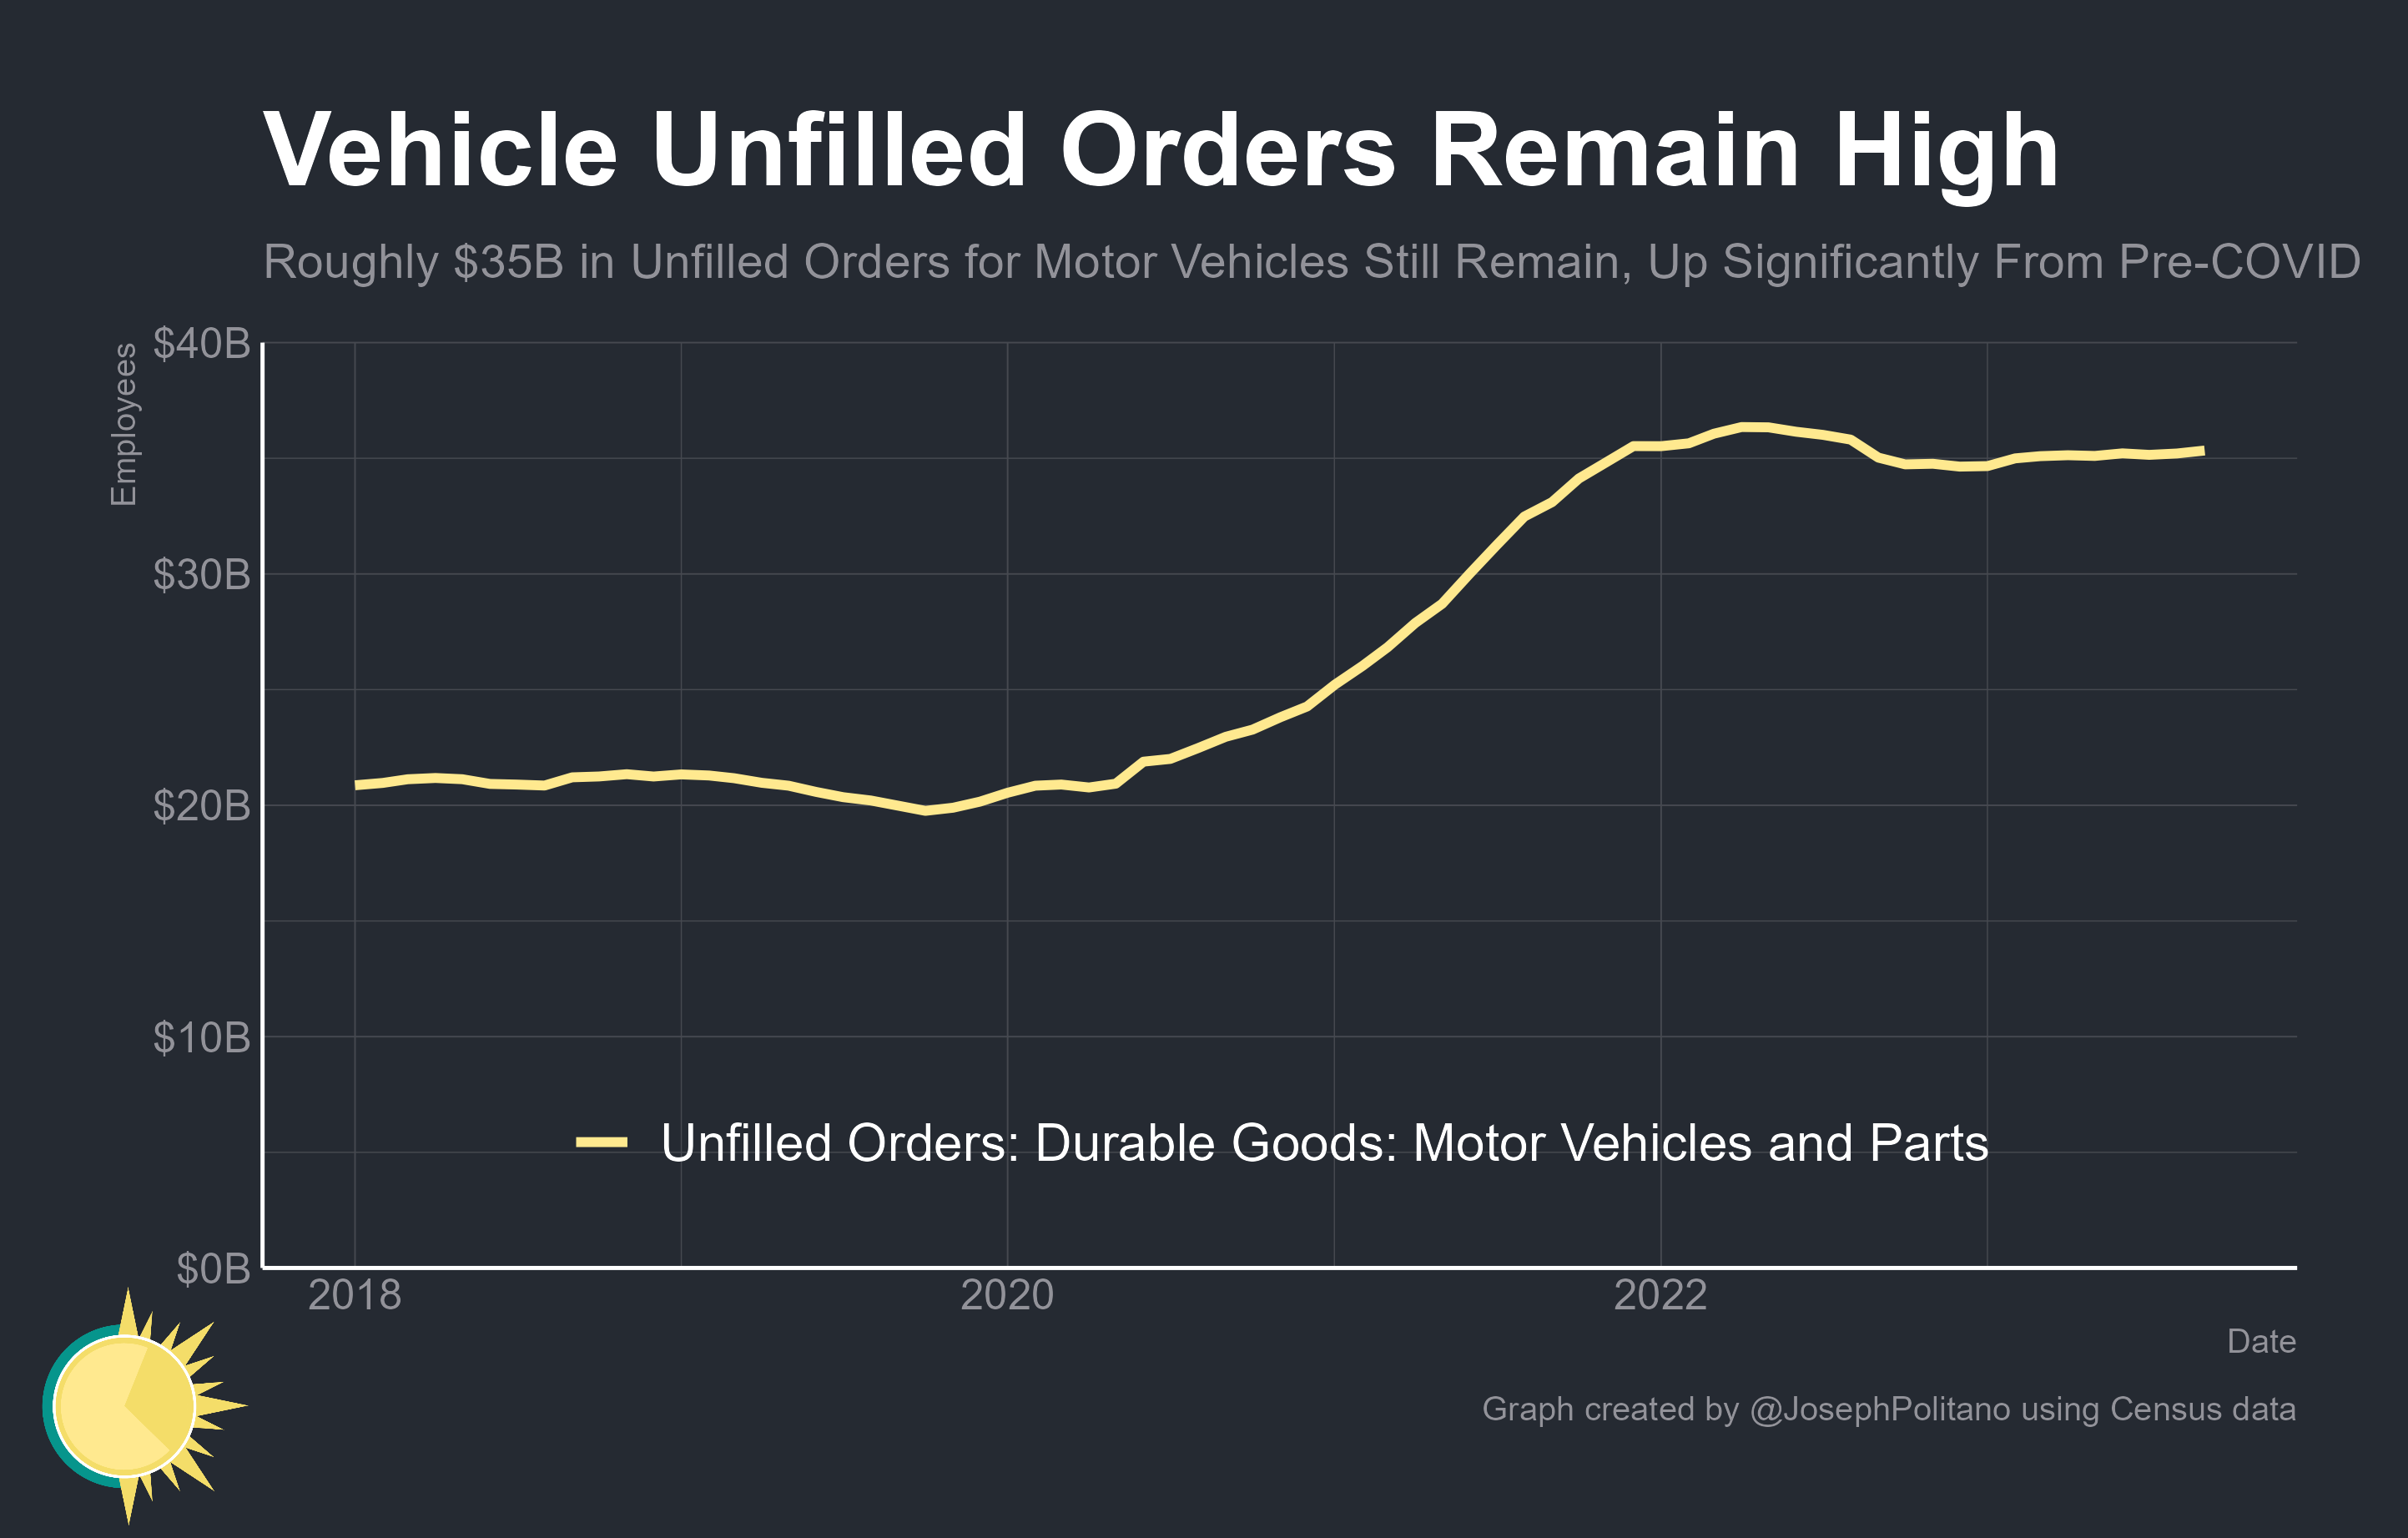 Vehicle Unfilled Orders Remain High
Roughly $35B in Unfilled Orders for Motor Vehicles Still Remain, Up Significantly From Pre-COVID
Employees
$40B
$30B
$20B
$10B
$0B
Unfilled Orders: Durable Goods: Motor Vehicles and Parts
2018
2020
2022
Date
Graph created by @JosephPolitano using Census data